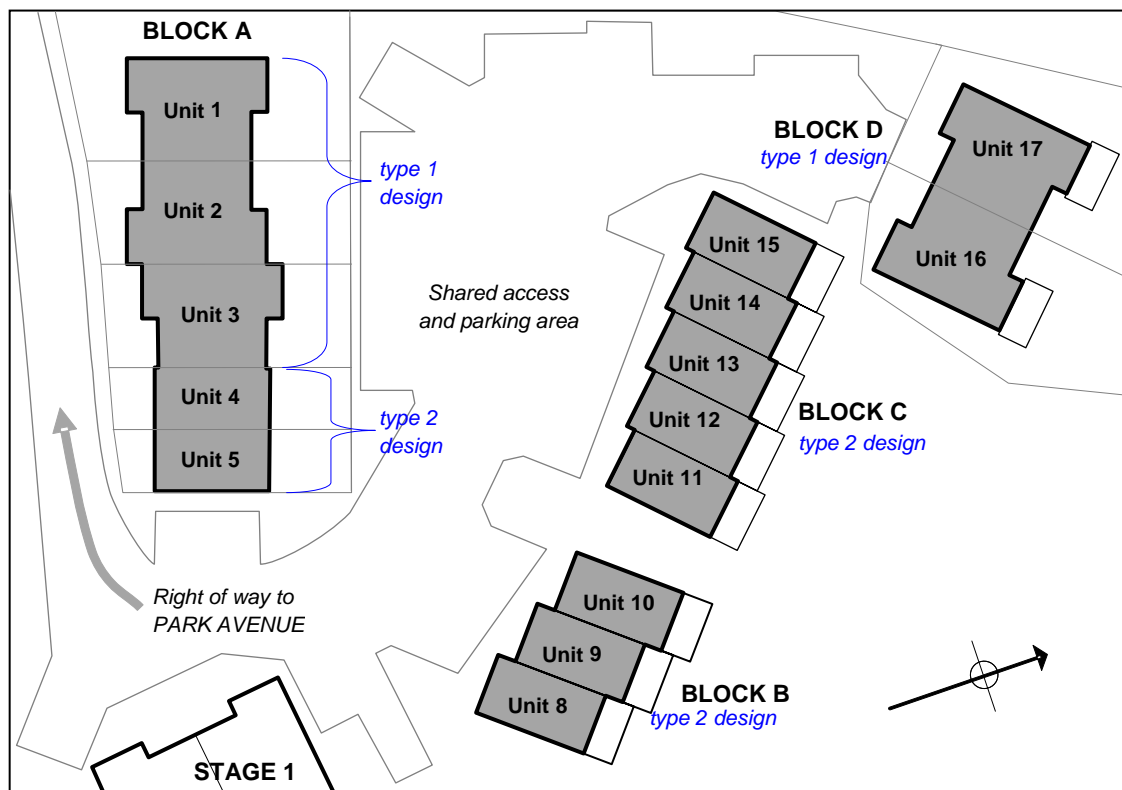 BLOCK A
Unit 1
Unit 2
Unit 3
Unit 4
Unit 5
type 1
design
type 2
design
Shared access
and parking area
BLOCK D
type 1 design
Unit 17
Unit 16
Unit 15
Unit 14
Unit 13
Unit 12
Unit 11
BLOCK C
type 2 design
Unit 10
Unit 9
Unit 8
BLOCK B
type 2 design
Right of way to
PARK AVENUE
STAGE 1